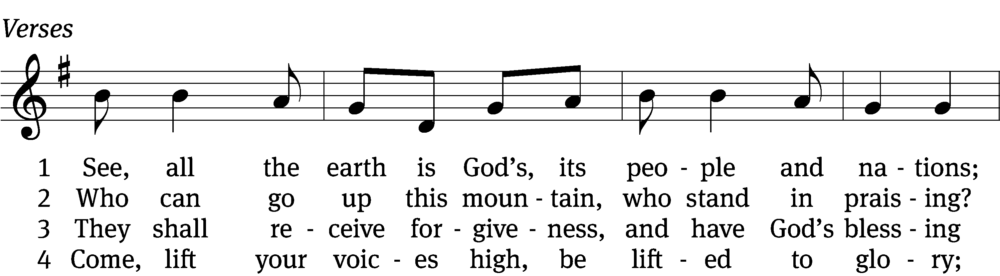 Verses
1 See, all the earth is God’s, its peo - ple and na - tions;
2 Who can go up this moun - tain, who stand in prais - ing?
3 They shall re - ceive for - give - ness, and have God’s bless - ing
4 Come, lift your voic - es high, be lift - ed to glo - ry;